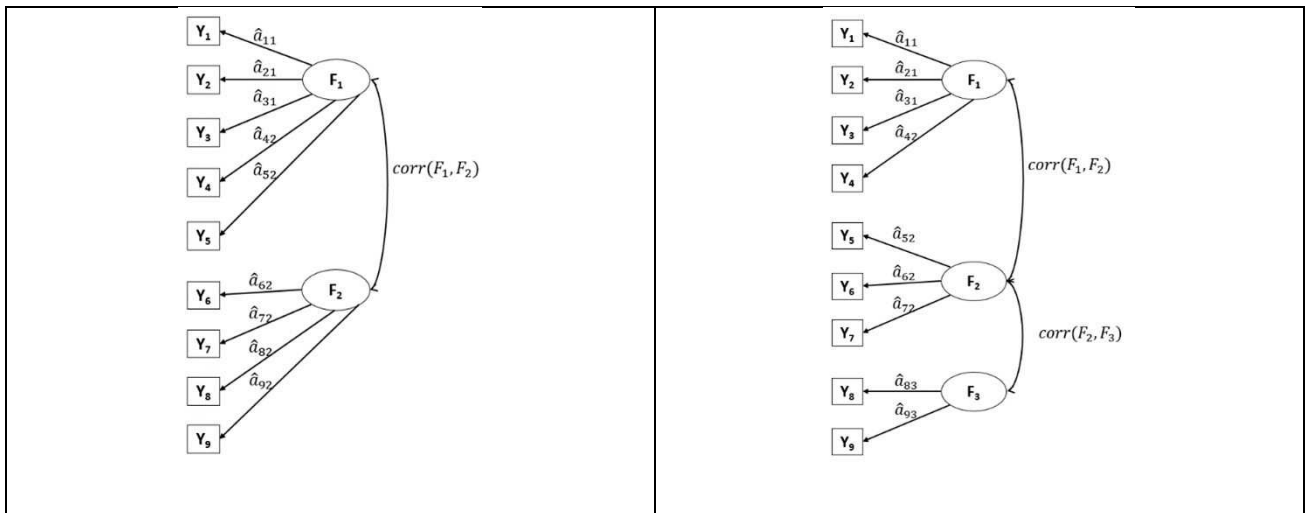 Y₁
â₁₁
Y₂
â₂₁
F₁
Y₃
â₃₁
Y₄
â₄₂
Y₅
â₅₂
corr(F₁, F₂)
Y₆
â₆₂
F₂
Y₇
â₇₂
Y₈
â₈₂
Y₉
â₉₂
Y₁
â₁₁
Y₂
â₂₁
F₁
Y₃
â₃₁
Y₄
â₄₂
corr(F₁, F₂)
Y₅
â₅₂
Y₆
â₆₂
F₂
Y₇
â₇₂
corr(F₂, F₃)
Y₈
â₈₃
F₃
Y₉
â₉₃